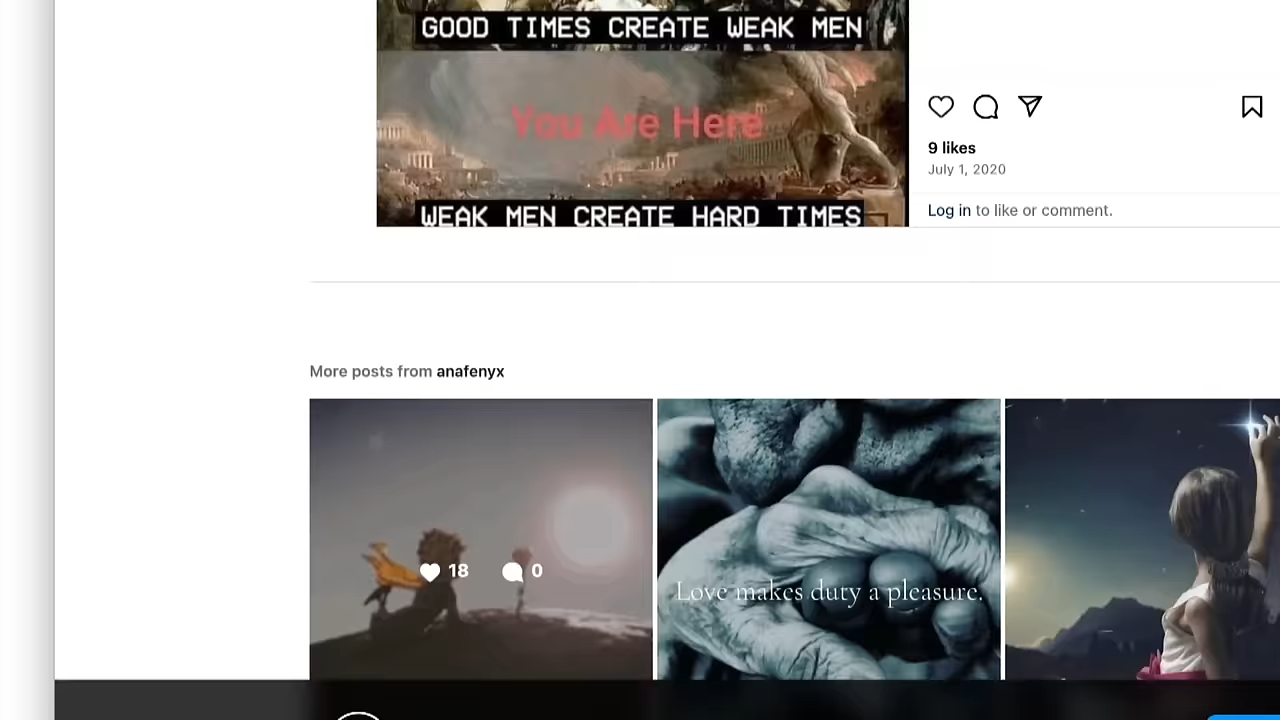 GOOD TIMES CREATE WEAK MEN
You Are Here
WEAK MEN CREATE HARD TIMES
9 likes
July 1, 2020
Log in to like or comment.
More posts from anafenyx
18 0
Love makes duty a pleasure.